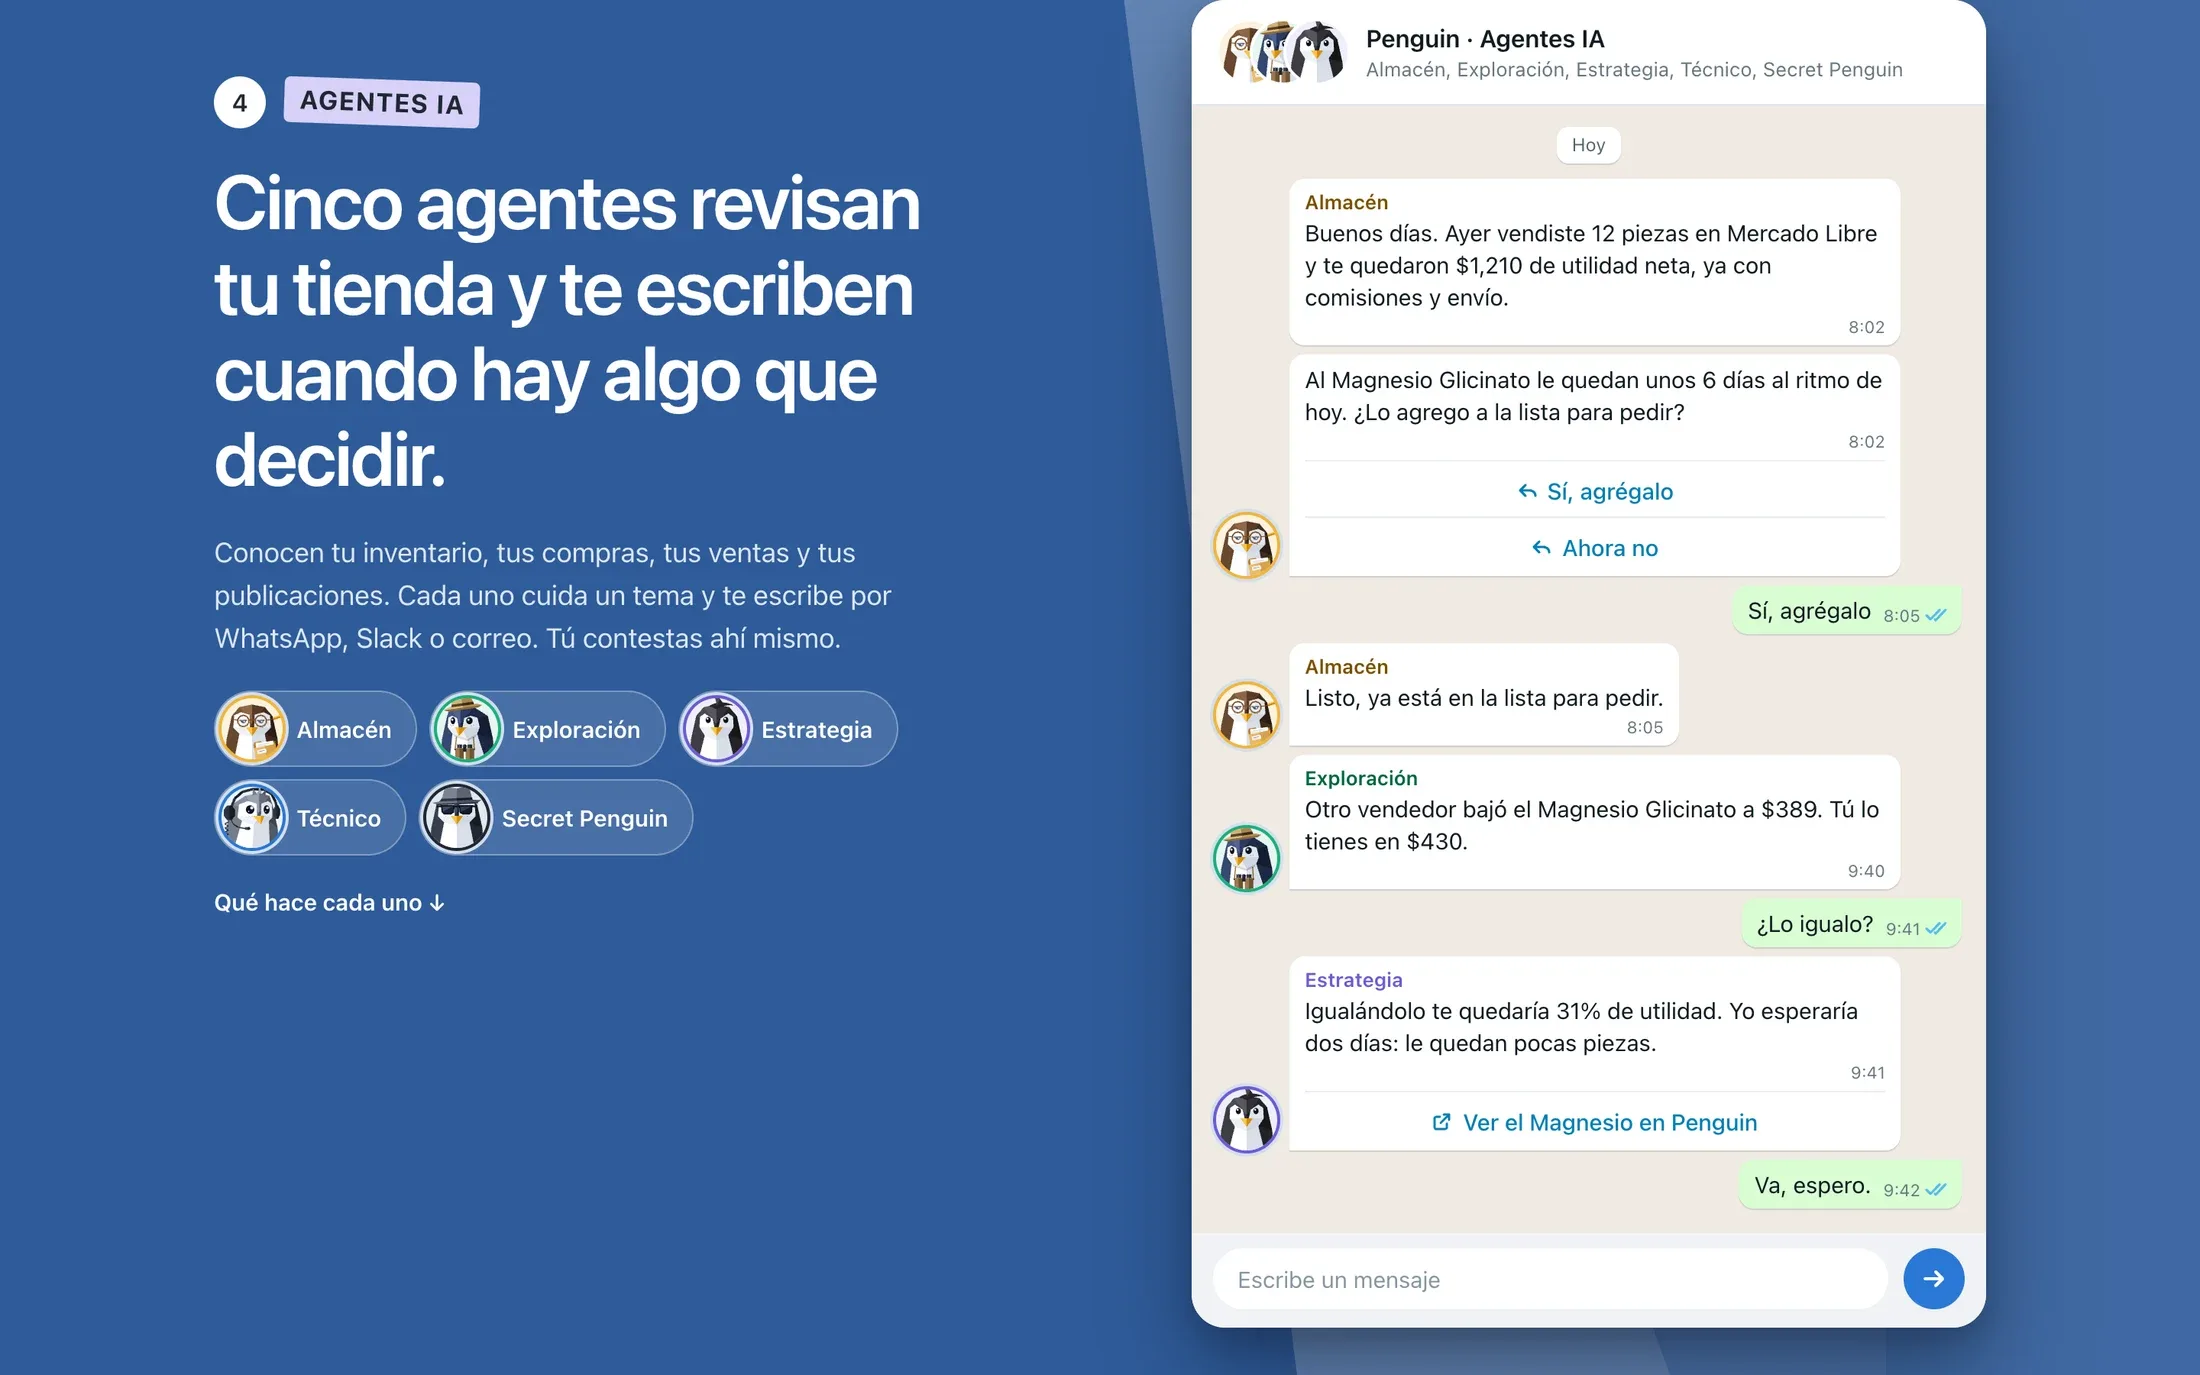 4
AGENTES IA
Cinco agentes revisan
tu tienda y te escriben
cuando hay algo que
decidir.
Conocen tu inventario, tus compras, tus ventas y tus
publicaciones. Cada uno cuida un tema y te escribe por
WhatsApp, Slack o correo. Tú contestas ahí mismo.
Almacén
Exploración
Estrategia
Técnico
Secret Penguin
Qué hace cada uno ↓
Penguin · Agentes IA
Almacén, Exploración, Estrategia, Técnico, Secret Penguin
Hoy
Almacén
Buenos días. Ayer vendiste 12 piezas en Mercado Libre
y te quedaron $1,210 de utilidad neta, ya con
comisiones y envío.
8:02
Al Magnesio Glicinato le quedan unos 6 días al ritmo de
hoy. ¿Lo agrego a la lista para pedir?
8:02
Sí, agrégalo
Ahora no
Sí, agrégalo 8:05
Almacén
Listo, ya está en la lista para pedir.
8:05
Exploración
Otro vendedor bajó el Magnesio Glicinato a $389. Tú lo
tienes en $430.
9:40
¿Lo igualo? 9:41
Estrategia
Igualándolo te quedaría 31% de utilidad. Yo esperaría
dos días: le quedan pocas piezas.
9:41
Ver el Magnesio en Penguin
Va, espero. 9:42
Escribe un mensaje